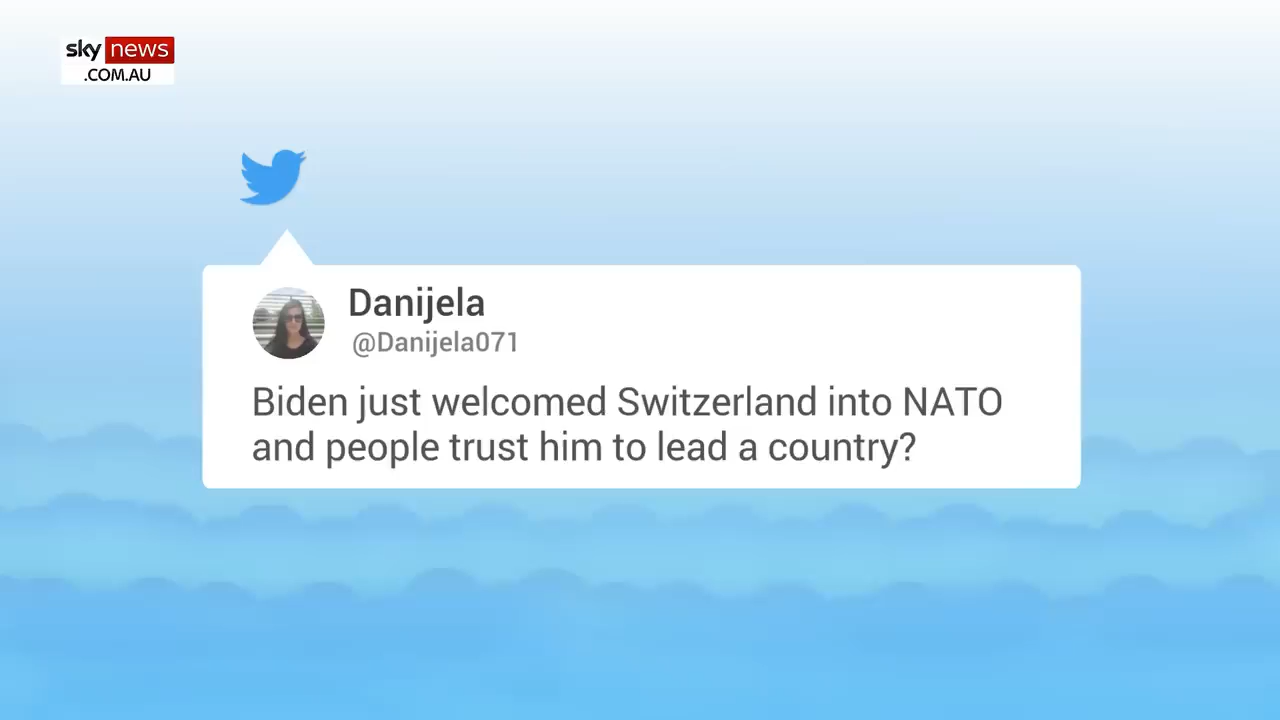 sky news
.COM.AU
Danijela
@Danijela071
Biden just welcomed Switzerland into NATO
and people trust him to lead a country?